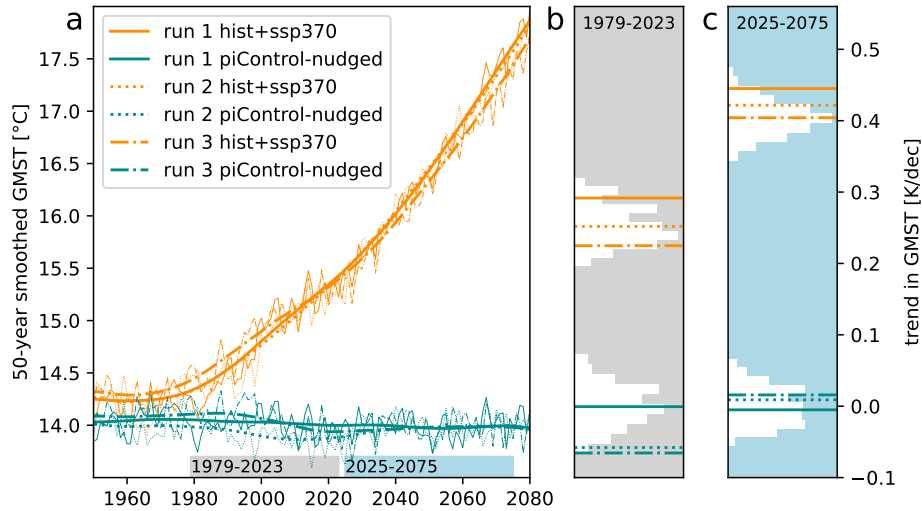 a
b
c
50-year smoothed GMST [°C]
17.5
17.0
16.5
16.0
15.5
15.0
14.5
14.0
run 1 hist+ssp370
run 1 piControl-nudged
run 2 hist+ssp370
run 2 piControl-nudged
run 3 hist+ssp370
run 3 piControl-nudged
1979-2023
2025-2075
1960
1980
2000
2020
2040
2060
2080
1979-2023
2025-2075
0.5
0.4
0.3
0.2
0.1
0.0
−0.1
trend in GMST [K/dec]